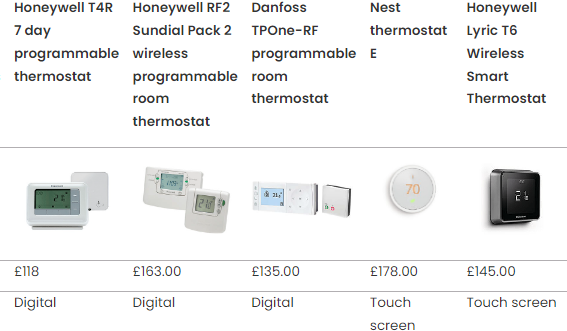 Honeywell T4R
7 day
programmable
thermostat
Honeywell RF2
Sundial Pack 2
wireless
programmable
room
thermostat
Danfoss
TPOne-RF
programmable
room
thermostat
Nest
thermostat
E
Honeywell
Lyric T6
Wireless
Smart
Thermostat
70
£118
£163.00
£135.00
£178.00
£145.00
Digital
Digital
Digital
Touch
screen
Touch screen